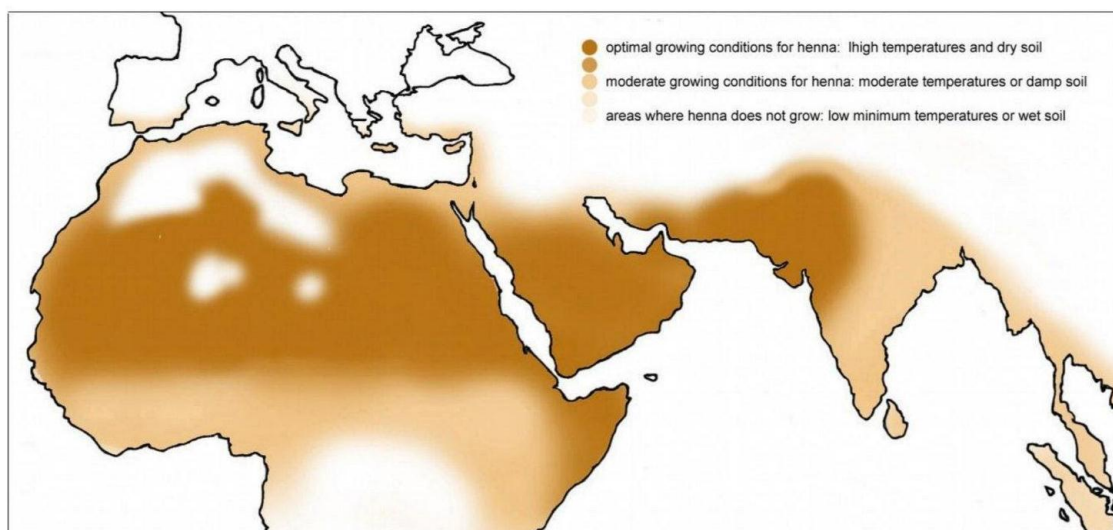 optimal growing conditions for henna: lhigh temperatures and dry soil
moderate growing conditions for henna: moderate temperatures or damp soil
areas where henna does not grow: low minimum temperatures or wet soil